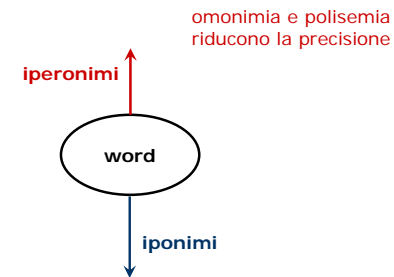 omonimia e polisemia
riducono la precisione
iperonimi
word
iponimi